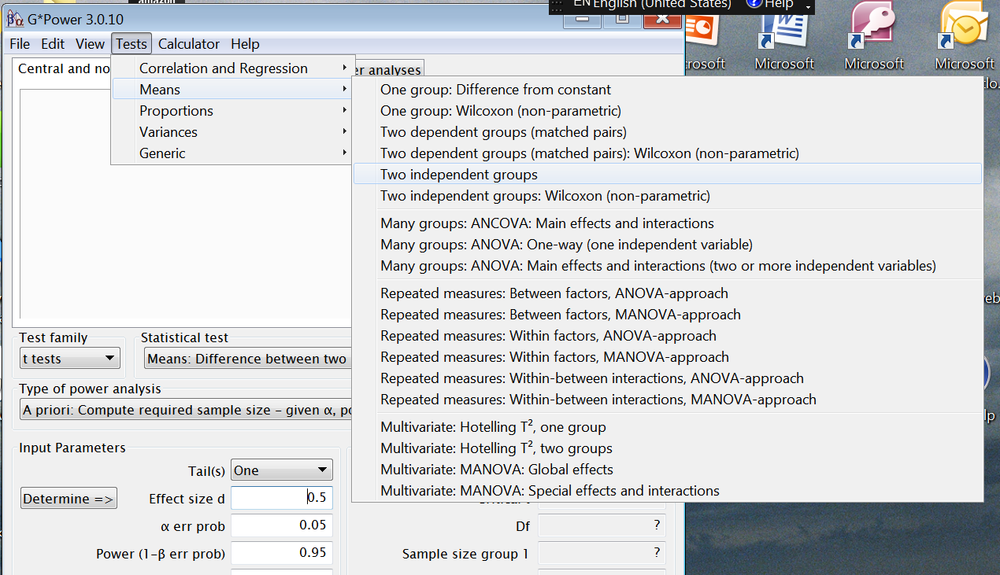 amazon
EN English (United States) Help
G*Power 3.0.10
File Edit View Tests Calculator Help
Central and no
er analyses
Correlation and Regression
Means
Proportions
Variances
Generic
One group: Difference from constant
One group: Wilcoxon (non-parametric)
Two dependent groups (matched pairs)
Two dependent groups (matched pairs): Wilcoxon (non-parametric)
Two independent groups
Two independent groups: Wilcoxon (non-parametric)
Many groups: ANCOVA: Main effects and interactions
Many groups: ANOVA: One-way (one independent variable)
Many groups: ANOVA: Main effects and interactions (two or more independent variables)
Repeated measures: Between factors, ANOVA-approach
Repeated measures: Between factors, MANOVA-approach
Repeated measures: Within factors, ANOVA-approach
Repeated measures: Within factors, MANOVA-approach
Repeated measures: Within-between interactions, ANOVA-approach
Repeated measures: Within-between interactions, MANOVA-approach
Multivariate: Hotelling T², one group
Multivariate: Hotelling T², two groups
Multivariate: MANOVA: Global effects
Multivariate: MANOVA: Special effects and interactions
Test family
Statistical test
t tests
Means: Difference between two
Type of power analysis
A priori: Compute required sample size – given α, po
Input Parameters
Tail(s) One
Determine => Effect size d 0.5
α err prob 0.05
Power (1-β err prob) 0.95
Df ?
Sample size group 1 ?
rosoft Microsoft Microsoft Microsoft
tlo.
eb
lp